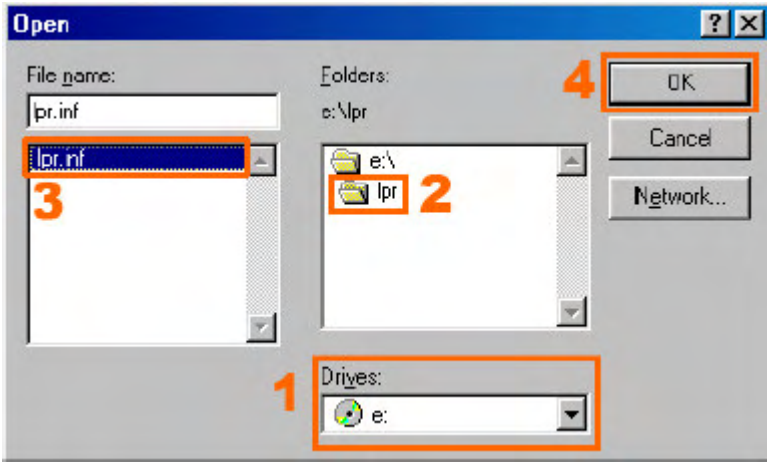 Open
File name:
lpr.inf
lpr.inf
3
Folders:
e:\lpr
e:\
lpr
2
1
Drives:
e:
4
OK
Cancel
Network...